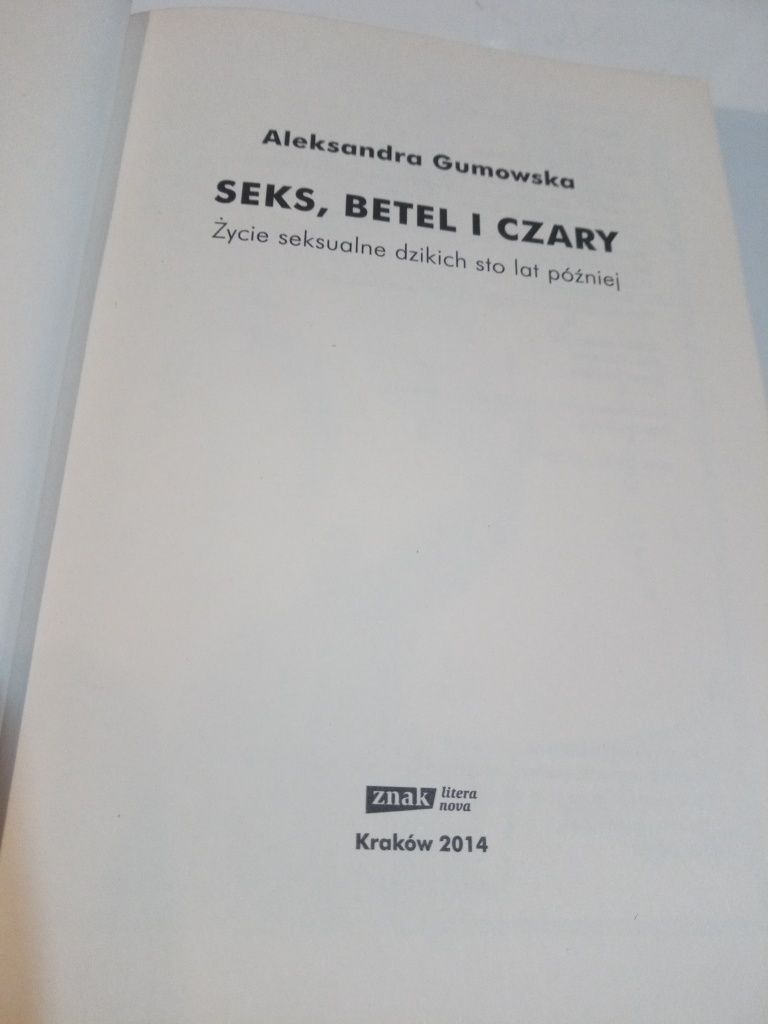 Aleksandra Gumowska
SEKS, BETEL I CZARY
Życie seksualne dzikich sto lat później
znak litera
nova
Kraków 2014